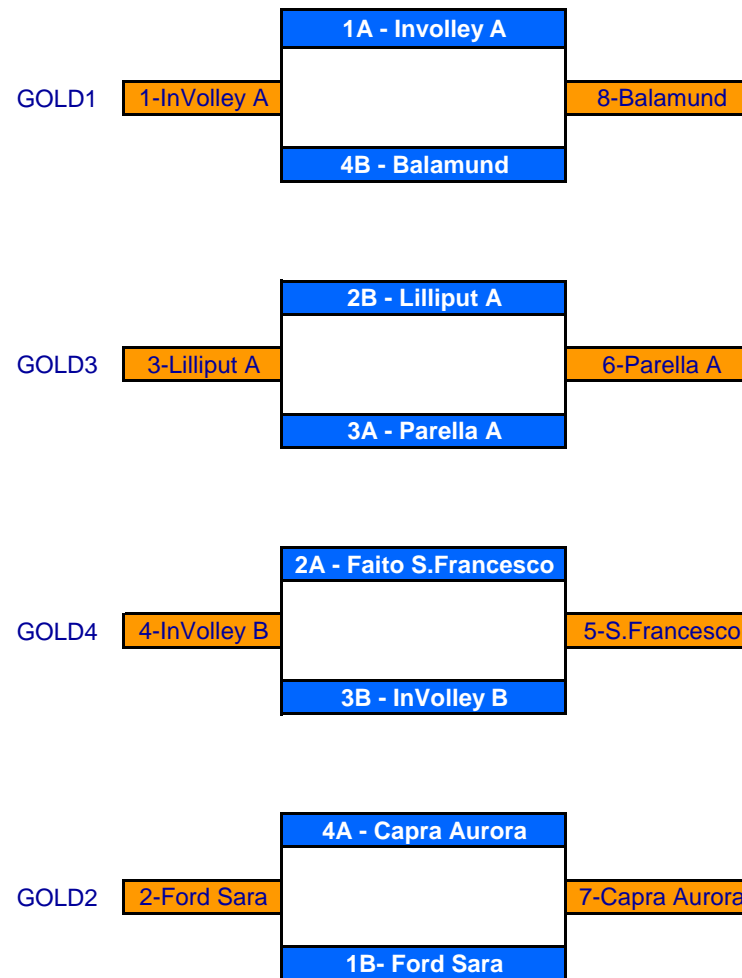 1A - Involley A
GOLD1 1-InVolley A 8-Balamund
4B - Balamund
2B - Lilliput A
GOLD3 3-Lilliput A 6-Parella A
3A - Parella A
2A - Faito S.Francesco
GOLD4 4-InVolley B 5-S.Francesco
3B - InVolley B
4A - Capra Aurora
GOLD2 2-Ford Sara 7-Capra Aurora
1B- Ford Sara